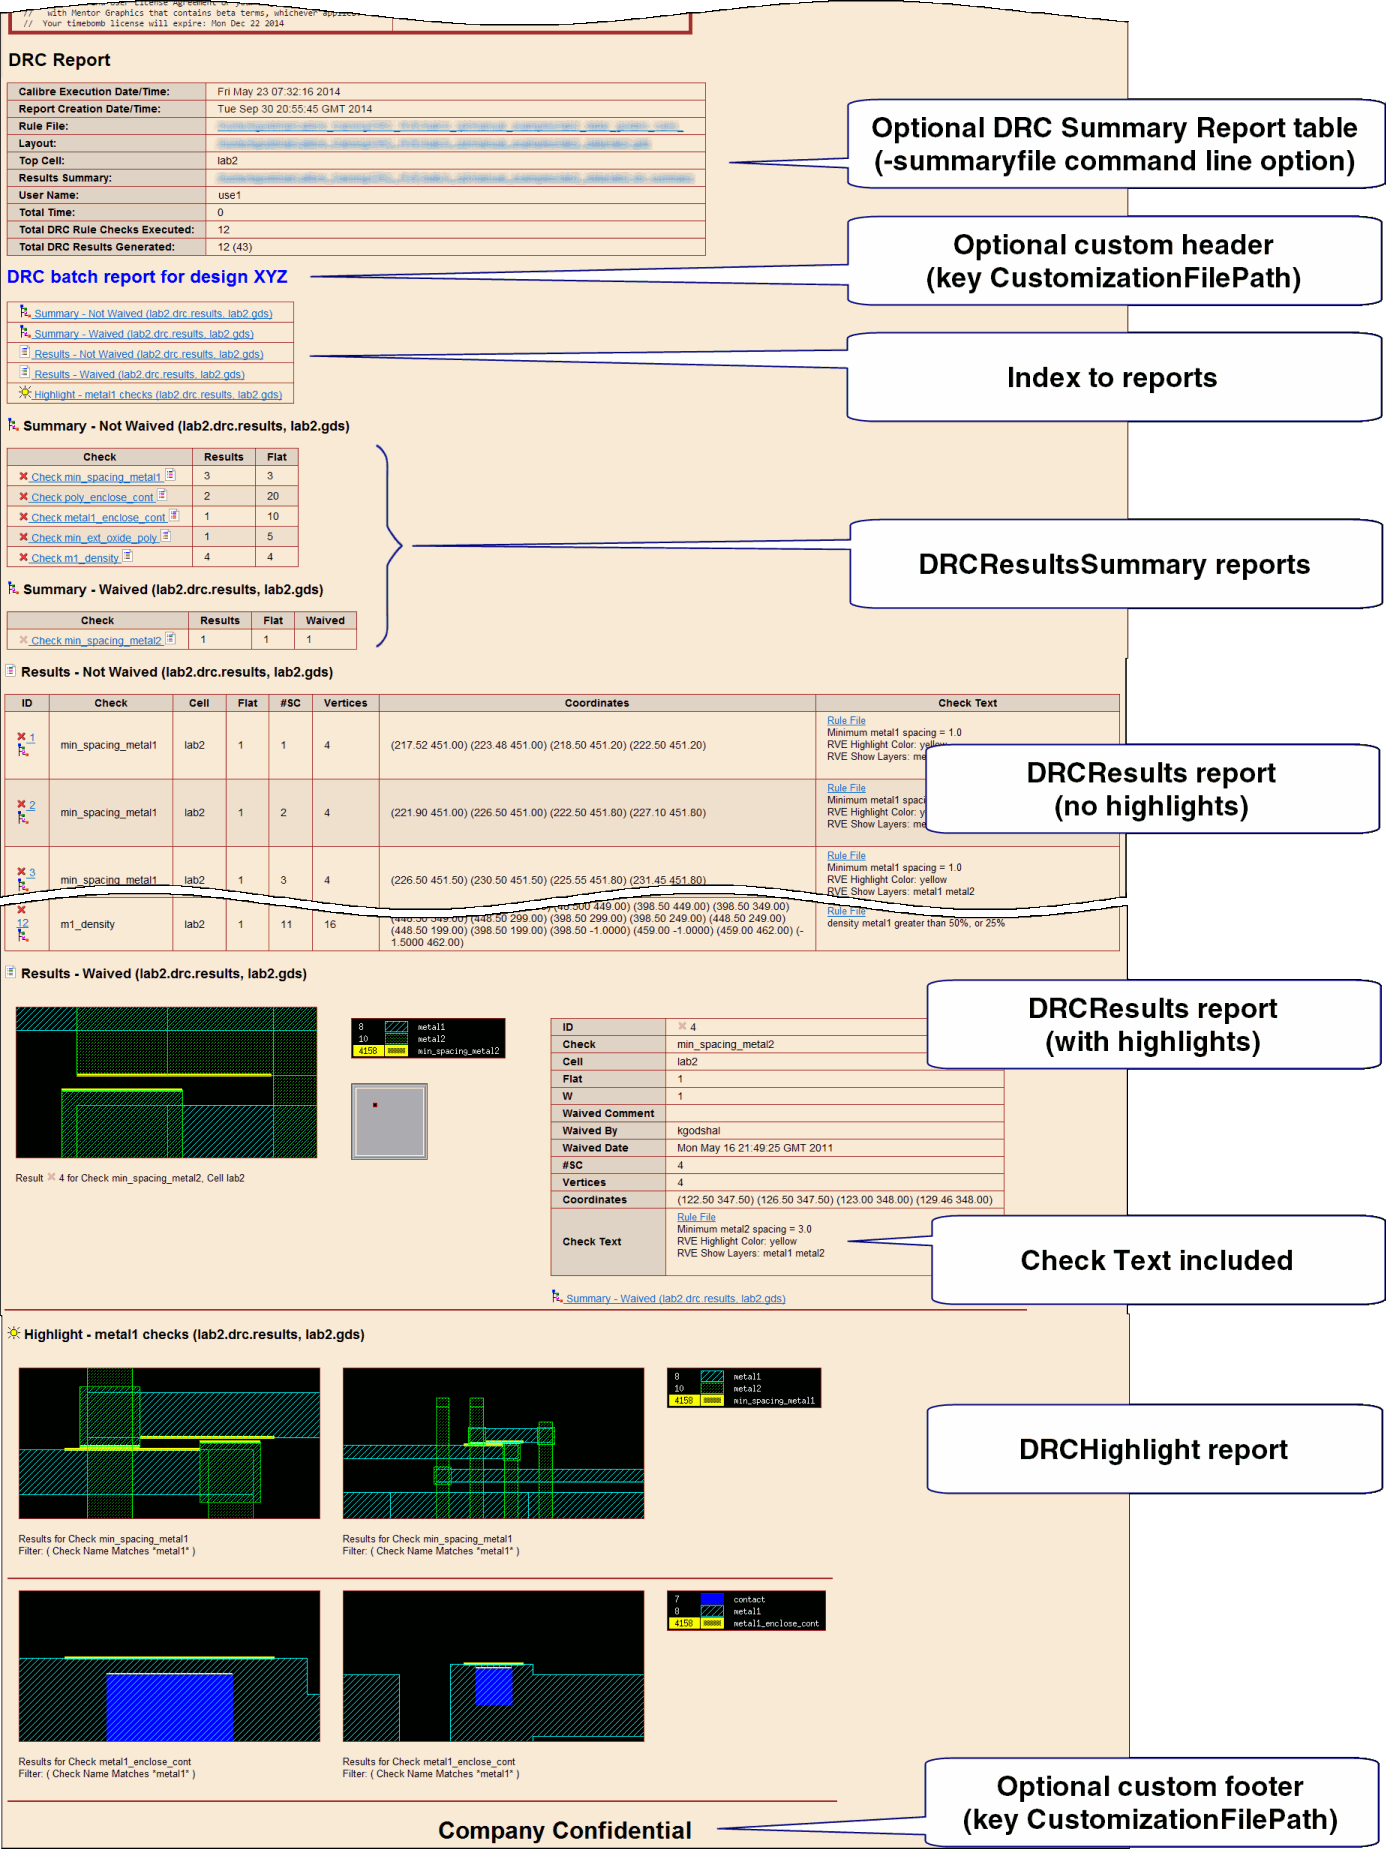 with Mentor Graphics that contains beta terms, whichever
// Your timebomb license will expire: Mon Dec 22 2014
DRC Report
Calibre Execution Date/Time: Fri May 23 07:32:16 2014
Report Creation Date/Time: Tue Sep 30 20:55:45 GMT 2014
Rule File:
Layout:
Top Cell: lab2
Results Summary:
User Name: use1
Total Time: 0
Total DRC Rule Checks Executed: 12
Total DRC Results Generated: 12 (43)
Optional DRC Summary Report table
(-summaryfile command line option)
DRC batch report for design XYZ
Optional custom header
(key CustomizationFilePath)
Summary - Not Waived (lab2.drc.results, lab2.gds)
Summary - Waived (lab2.drc.results, lab2.gds)
Results - Not Waived (lab2.drc.results, lab2.gds)
Results - Waived (lab2.drc.results, lab2.gds)
Highlight - metal1 checks (lab2.drc.results, lab2.gds)
Index to reports
Summary - Not Waived (lab2.drc.results, lab2.gds)
Check Results Flat
Check min_spacing_metal1 3 3
Check poly_enclose_cont 2 20
Check metal1_enclose_cont 1 10
Check min_ext_oxide_poly 1 5
Check m1_density 4 4
DRCResultsSummary reports
Summary - Waived (lab2.drc.results, lab2.gds)
Check Results Flat Waived
Check min_spacing_metal2 1 1 1
Results - Not Waived (lab2.drc.results, lab2.gds)
ID Check Cell Flat #SC Vertices Coordinates Check Text
1 min_spacing_metal1 lab2 1 1 4 (217.52 451.00) (223.48 451.00) (218.50 451.20) (222.50 451.20)
Rule File
Minimum metal1 spacing = 1.0
RVE Highlight Color: yellow
RVE Show Layers: me
DRCResults report
(no highlights)
2 min_spacing_metal1 lab2 1 2 4 (221.90 451.00) (226.50 451.00) (222.50 451.80) (227.10 451.80)
Rule File
Minimum metal1 spaci
RVE Highlight Color: y
RVE Show Layers: me
3 min_spacing_metal1 lab2 1 3 4 (226.50 451.50) (230.50 451.50) (225.55 451.80) (231.45 451.80)
Rule File
Minimum metal1 spacing = 1.0
RVE Highlight Color: yellow
RVE Show Layers: metal1 metal2
12 m1_density lab2 1 11 16
449.00) (398.50 449.00) (398.50 349.00)
(448.50 349.00) (448.50 299.00) (398.50 299.00) (398.50 249.00) (448.50 249.00)
(448.50 199.00) (398.50 199.00) (398.50 -1.0000) (459.00 -1.0000) (459.00 462.00) (-
1.5000 462.00)
Rule File
density metal1 greater than 50%, or 25%
Results - Waived (lab2.drc.results, lab2.gds)
8 metal1
10 metal2
4158 min_spacing_metal2
Result 4 for Check min_spacing_metal2, Cell lab2
ID 4
Check min_spacing_metal2
Cell lab2
Flat 1
W 1
Waived Comment
Waived By kgodshal
Waived Date Mon May 16 21:49:25 GMT 2011
#SC 4
Vertices 4
Coordinates (122.50 347.50) (126.50 347.50) (123.00 348.00) (129.46 348.00)
Check Text
Rule File
Minimum metal2 spacing = 3.0
RVE Highlight Color: yellow
RVE Show Layers: metal1 metal2
DRCResults report
(with highlights)
Check Text included
Summary - Waived (lab2.drc.results, lab2.gds)
Highlight - metal1 checks (lab2.drc.results, lab2.gds)
8 metal1
10 metal2
4158 min_spacing_metal1
DRCHighlight report
Results for Check min_spacing_metal1
Filter: ( Check Name Matches *metal1* )
Results for Check min_spacing_metal1
Filter: ( Check Name Matches *metal1* )
7 contact
8 metal1
4158 metal1_enclose_cont
Results for Check metal1_enclose_cont
Filter: ( Check Name Matches *metal1* )
Results for Check metal1_enclose_cont
Filter: ( Check Name Matches *metal1* )
Company Confidential
Optional custom footer
(key CustomizationFilePath)